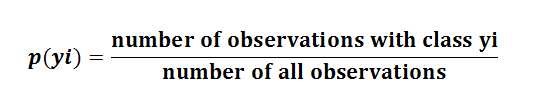 p(yi) = number of observations with class yi
number of all observations